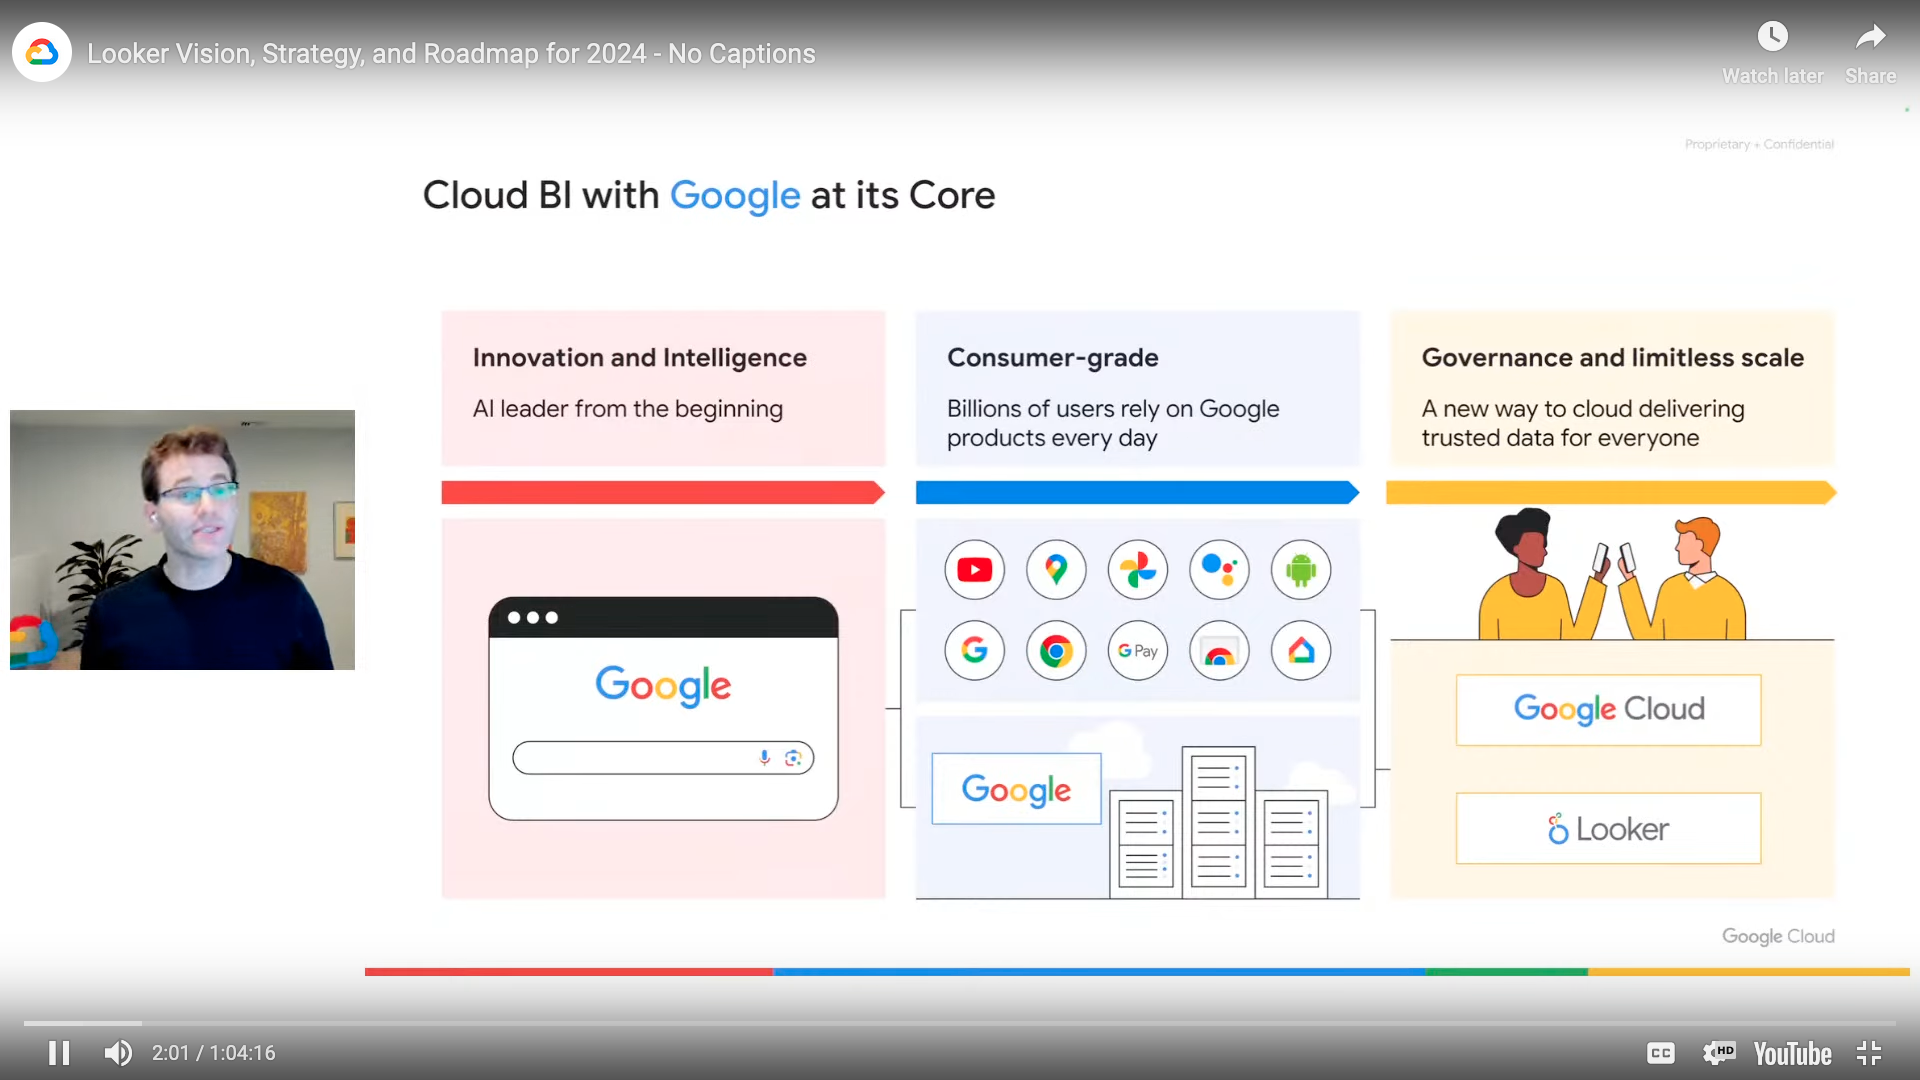 Looker Vision, Strategy, and Roadmap for 2024 - No Captions
Watch later
Share
Proprietary + Confidential
Cloud BI with Google at its Core
Innovation and Intelligence
AI leader from the beginning
Consumer-grade
Billions of users rely on Google
products every day
Governance and limitless scale
A new way to cloud delivering
trusted data for everyone
Google
G Pay
Google
Google Cloud
Looker
Google Cloud
2:01 / 1:04:16
CC
HD
YouTube